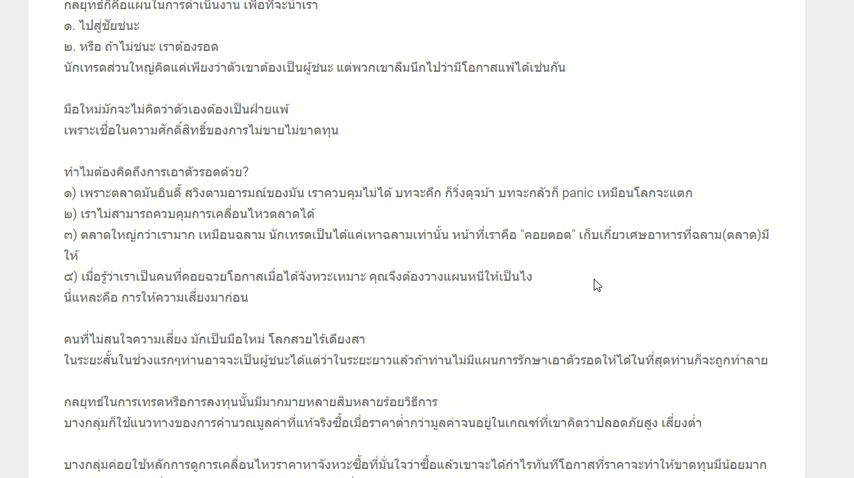 กลยุทธ์ก็คือแผนในการดำเนินงาน เพื่อที่จะนำเรา
๑. ไปสู่ชัยชนะ
๒. หรือ ถ้าไม่ชนะ เราต้องรอด
นักเทรดส่วนใหญ่คิดแค่เพียงว่าตัวเขาต้องเป็นผู้ชนะ แต่พวกเขาลืมนึกไปว่ามีโอกาสแพ้ได้เช่นกัน
มือใหม่มักจะไม่คิดว่าตัวเองต้องเป็นฝ่ายแพ้
เพราะเชื่อในความศักดิ์สิทธิ์ของการไม่ขายไม่ขาดทุน
ทำไมต้องคิดถึงการเอาตัวรอดด้วย?
๑) เพราะตลาดมันอินดี้ สวิงตามอารมณ์ของมัน เราควบคุมไม่ได้ บทจะคึก ก็วิ่งดุจม้า บทจะกลัวก็ panic เหมือนโลกจะแตก
๒) เราไม่สามารถควบคุมการเคลื่อนไหวตลาดได้
๓) ตลาดใหญ่กว่าเรามาก เหมือนฉลาม นักเทรดเป็นได้แค่เหาฉลามเท่านั้น หน้าที่เราคือ "คอยตอด" เก็บเกี่ยวเศษอาหารที่ฉลาม(ตลาด)มี
ให้
๔) เมื่อรู้ว่าเราเป็นคนที่คอยฉวยโอกาสเมื่อได้จังหวะเหมาะ คุณจึงต้องวางแผนหนีให้เป็นไง
นี่แหละคือ การให้ความเสี่ยงมาก่อน
คนที่ไม่สนใจความเสี่ยง มักเป็นมือใหม่ โลกสวยไร้เดียงสา
ในระยะสั้นในช่วงแรกๆท่านอาจจะเป็นผู้ชนะได้แต่ว่าในระยะยาวแล้วถ้าท่านไม่มีแผนการรักษาเอาตัวรอดให้ได้ในที่สุดท่านก็จะถูกทำลาย
กลยุทธ์ในการเทรดหรือการลงทุนนั้นมีมากมายหลายสิบหลายร้อยวิธีการ
บางกลุ่มก็ใช้แนวทางของการคำนวณมูลค่าที่แท้จริงซื้อเมื่อราคาต่ำกว่ามูลค่าจนอยู่ในเกณฑ์ที่เขาคิดว่าปลอดภัยสูง เสี่ยงต่ำ
บางกลุ่มค่อยใช้หลักการดูการเคลื่อนไหวราคาหาจังหวะซื้อที่มั่นใจว่าซื้อแล้วเขาจะได้กำไรทันทีโอกาสที่ราคาจะทำให้ขาดทุนมีน้อยมาก